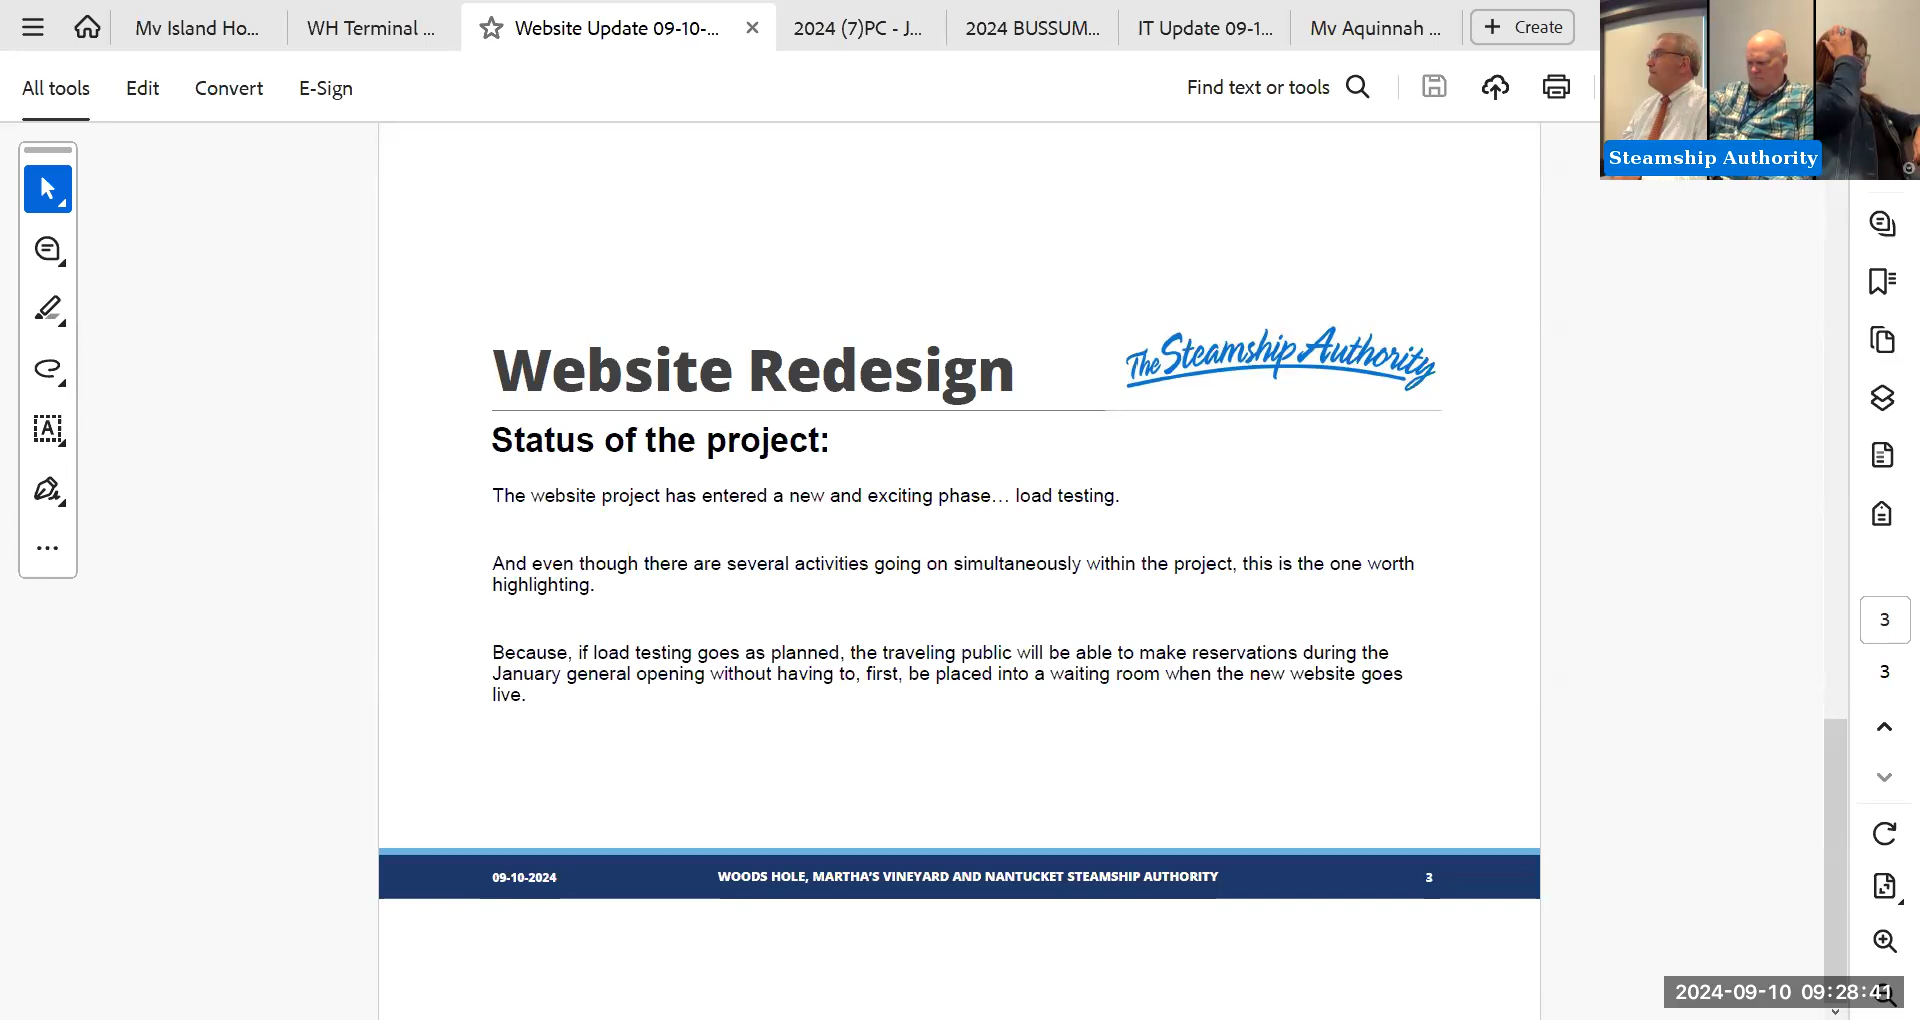 Mv Island Ho...
WH Terminal ...
Website Update 09-10-...
2024 (7)PC - J...
2024 BUSSUM...
IT Update 09-1...
Mv Aquinnah ...
Create
All tools
Edit
Convert
E-Sign
Find text or tools
Steamship Authority
Website Redesign
The Steamship Authority
Status of the project:
The website project has entered a new and exciting phase… load testing.
And even though there are several activities going on simultaneously within the project, this is the one worth
highlighting.
Because, if load testing goes as planned, the traveling public will be able to make reservations during the
January general opening without having to, first, be placed into a waiting room when the new website goes
live.
3
3
09-10-2024
WOODS HOLE, MARTHA'S VINEYARD AND NANTUCKET STEAMSHIP AUTHORITY
3
2024-09-10 09:28:41